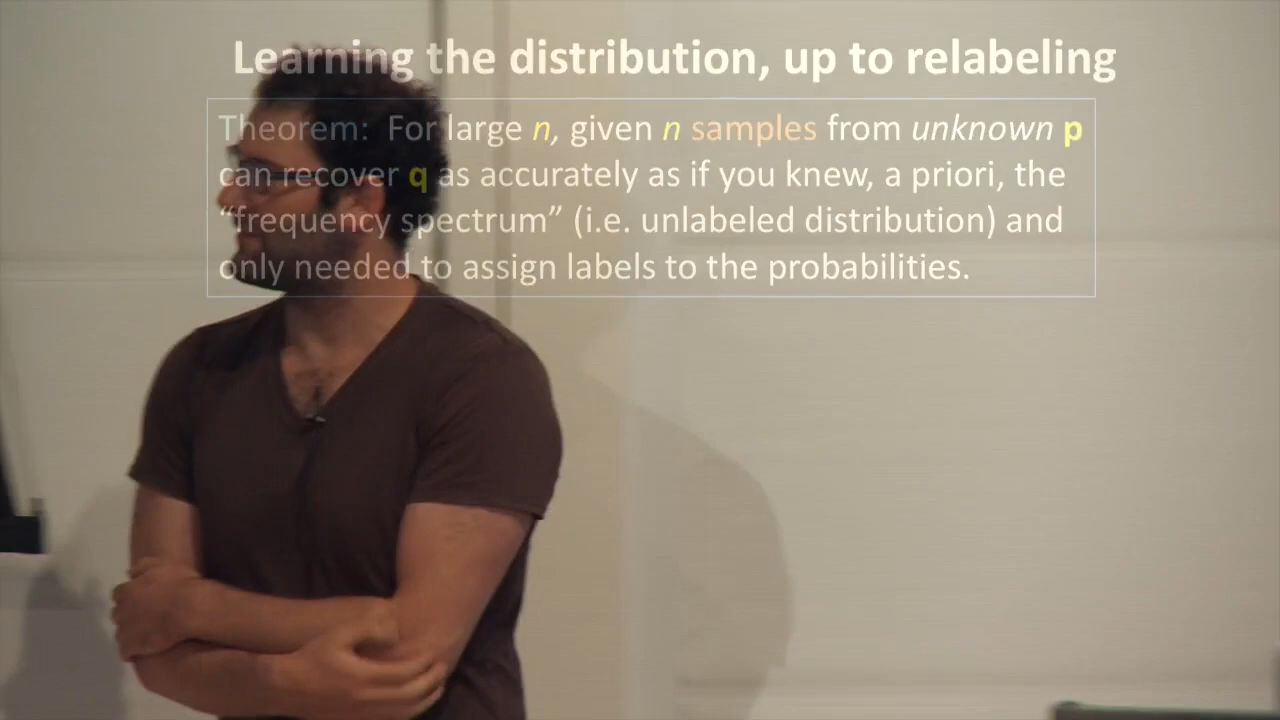 Learning the distribution, up to relabeling
Theorem: For large n, given n samples from unknown p
can recover q as accurately as if you knew, a priori, the
“frequency spectrum” (i.e. unlabeled distribution) and
only needed to assign labels to the probabilities.